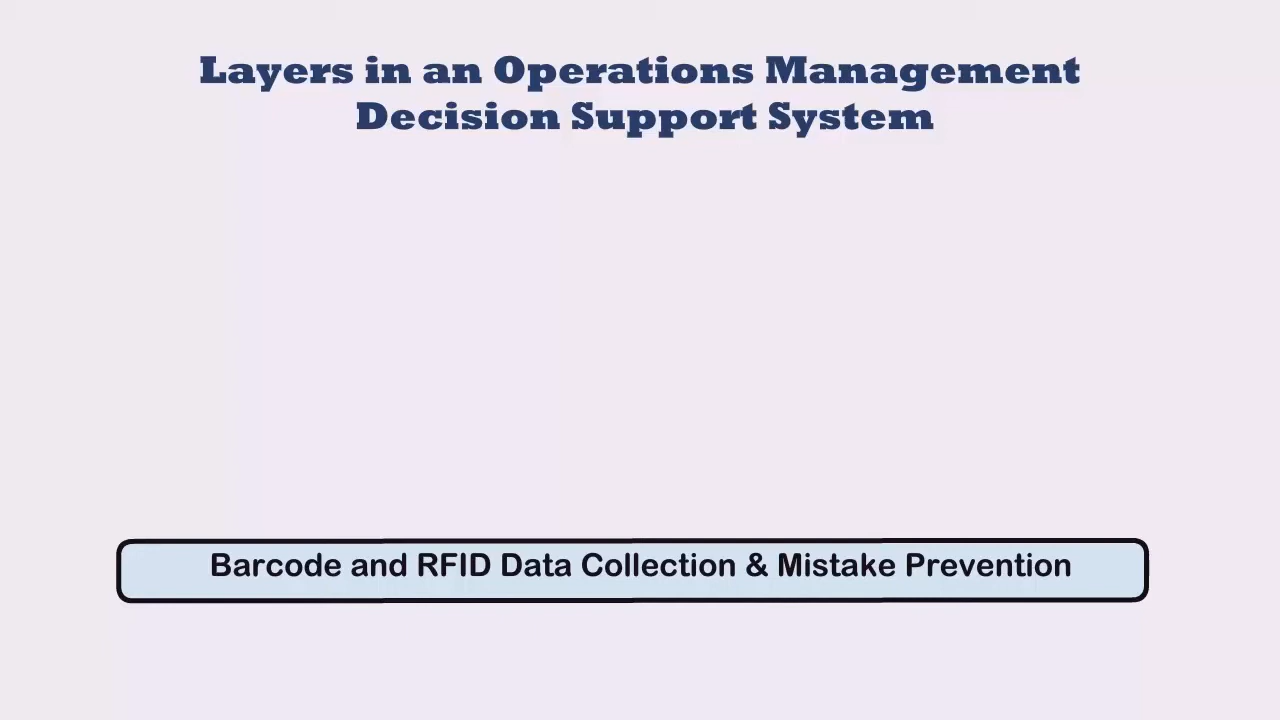 Layers in an Operations Management
Decision Support System
Barcode and RFID Data Collection & Mistake Prevention